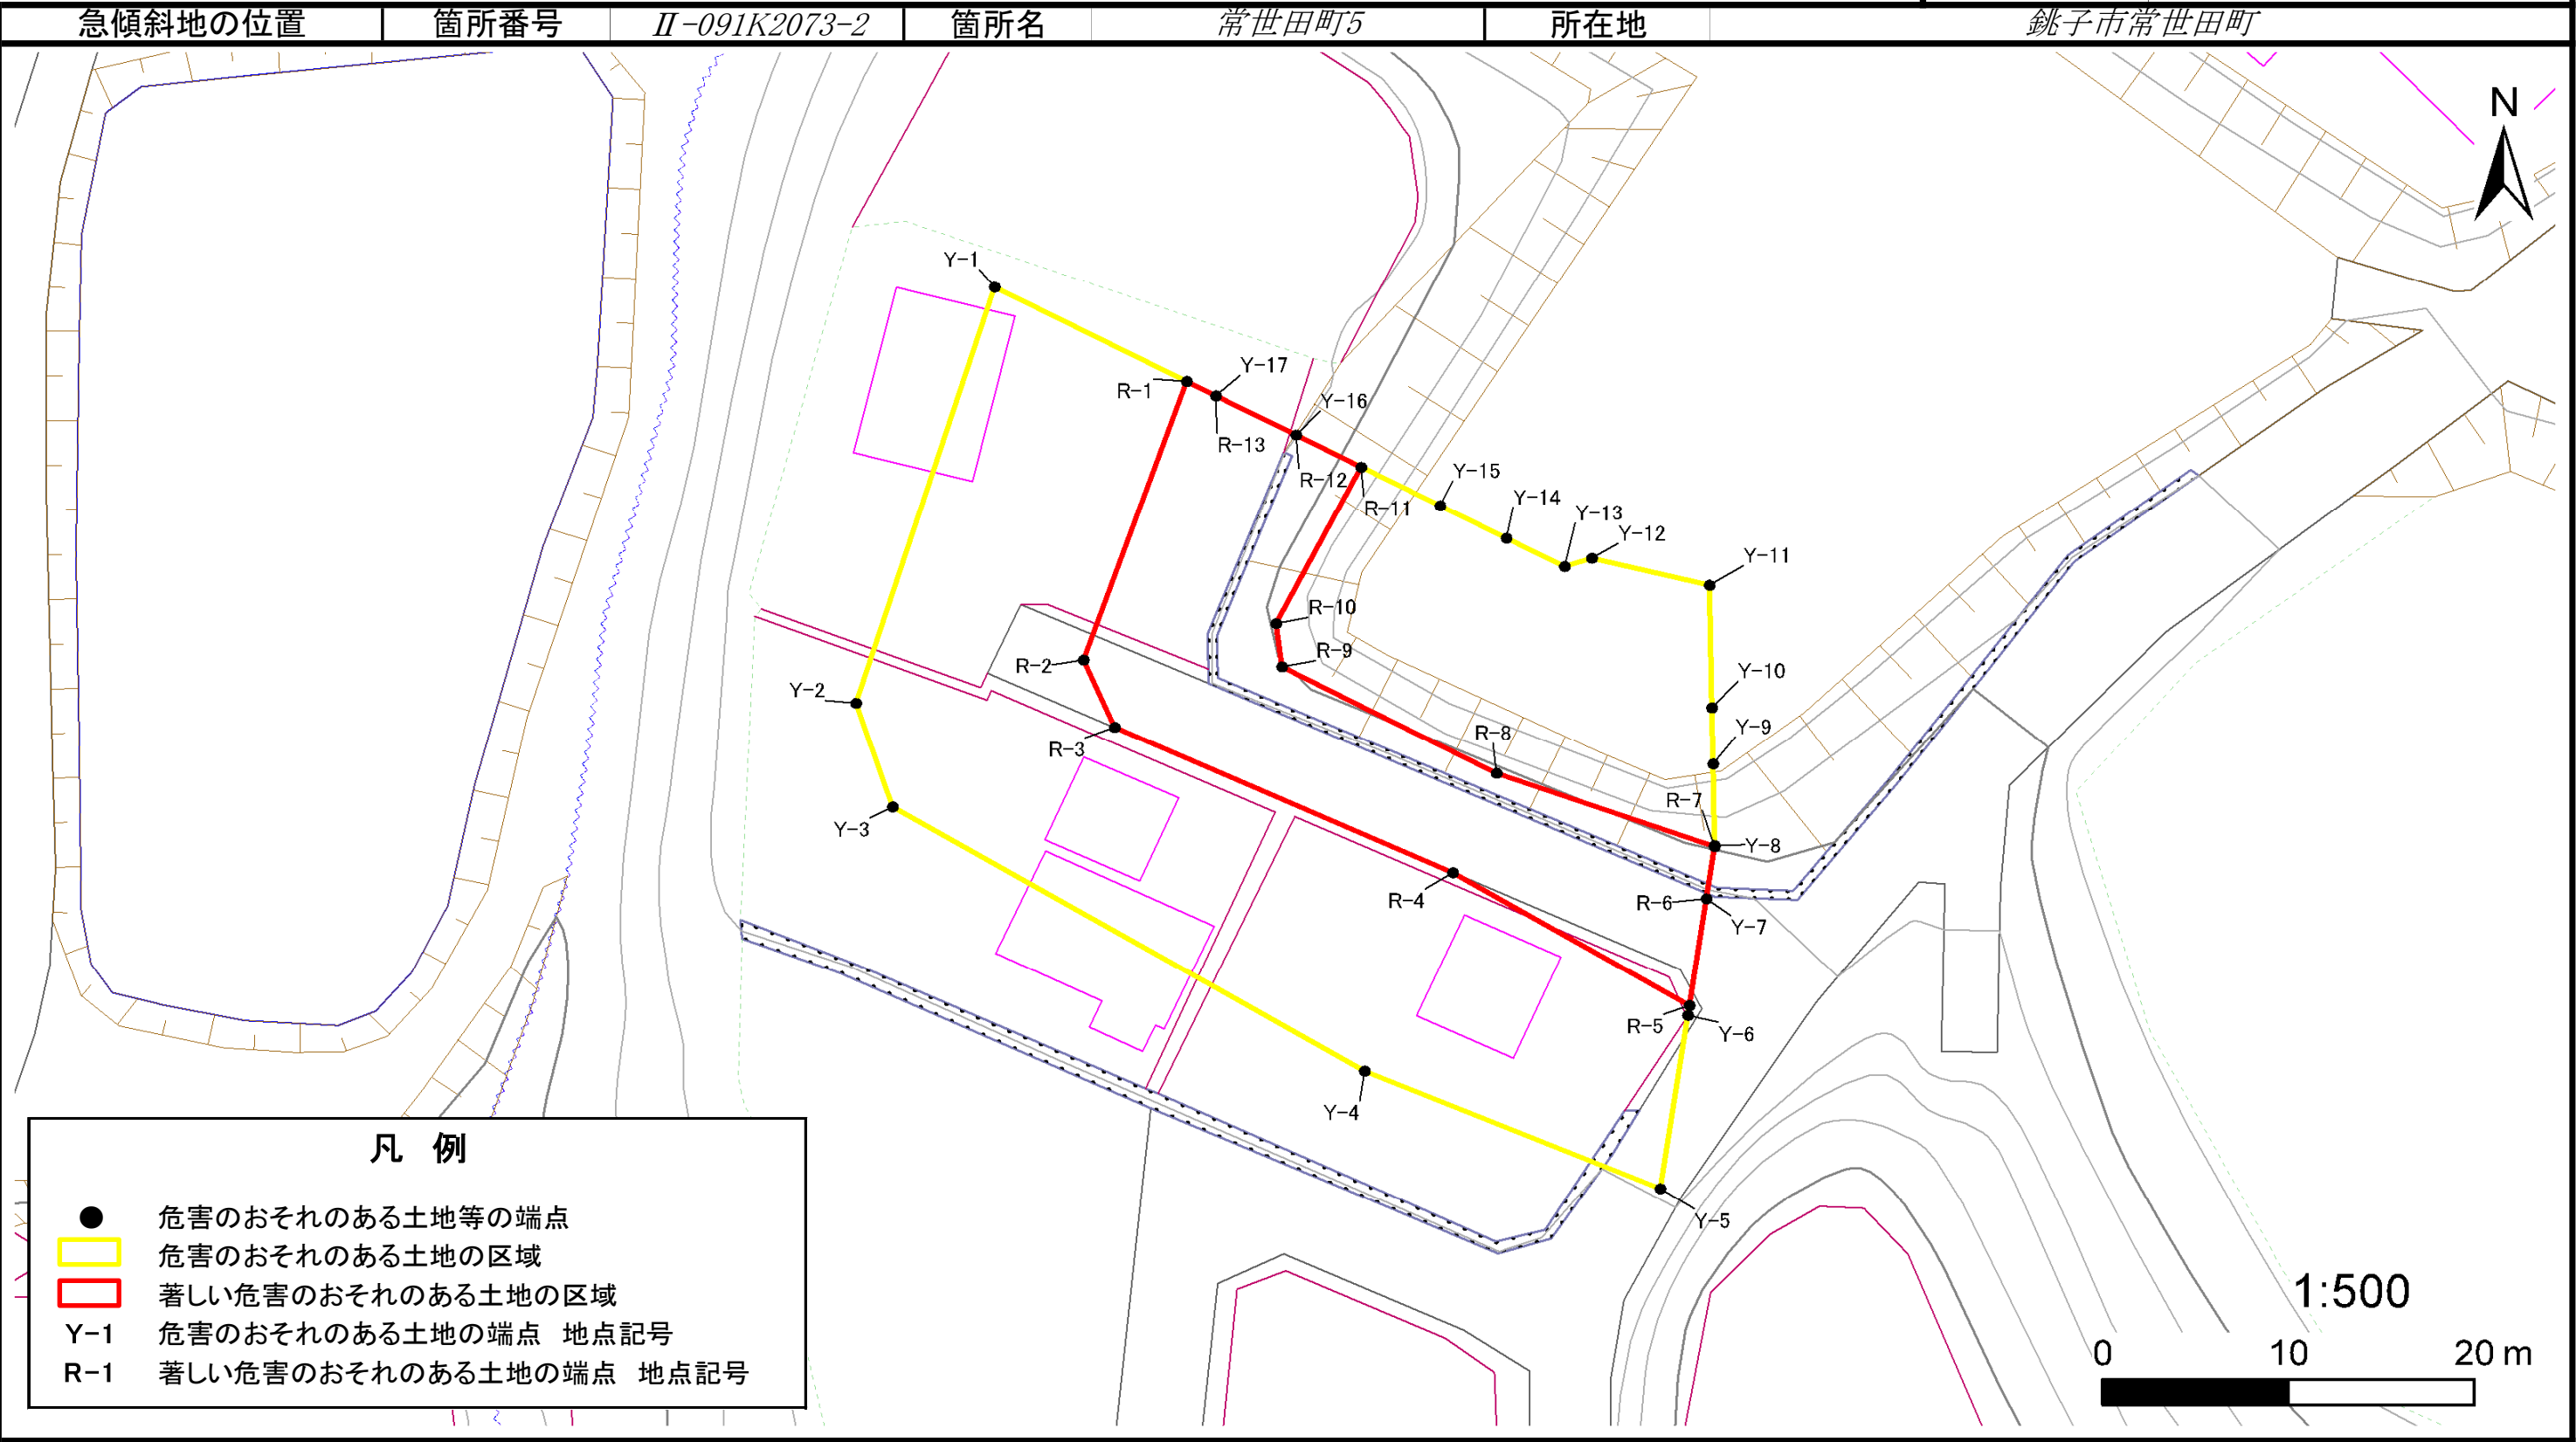 急傾斜地の位置 箇所番号 Ⅱ-091K2073-2 箇所名 常世田町5 所在地 銚子市常世田町
N
Y-1
Y-17
R-1
Y-16
R-13
Y-15
R-12
Y-14
R-11
Y-13
Y-12
Y-11
R-10
R-9
R-2
Y-10
Y-2
Y-9
R-8
R-3
R-7
Y-3
Y-8
R-4
R-6
Y-7
R-5
Y-6
Y-4
Y-5
凡 例
危害のおそれのある土地等の端点
危害のおそれのある土地の区域
著しい危害のおそれのある土地の区域
Y-1 危害のおそれのある土地の端点 地点記号
R-1 著しい危害のおそれのある土地の端点 地点記号
1:500
0 10 20 m